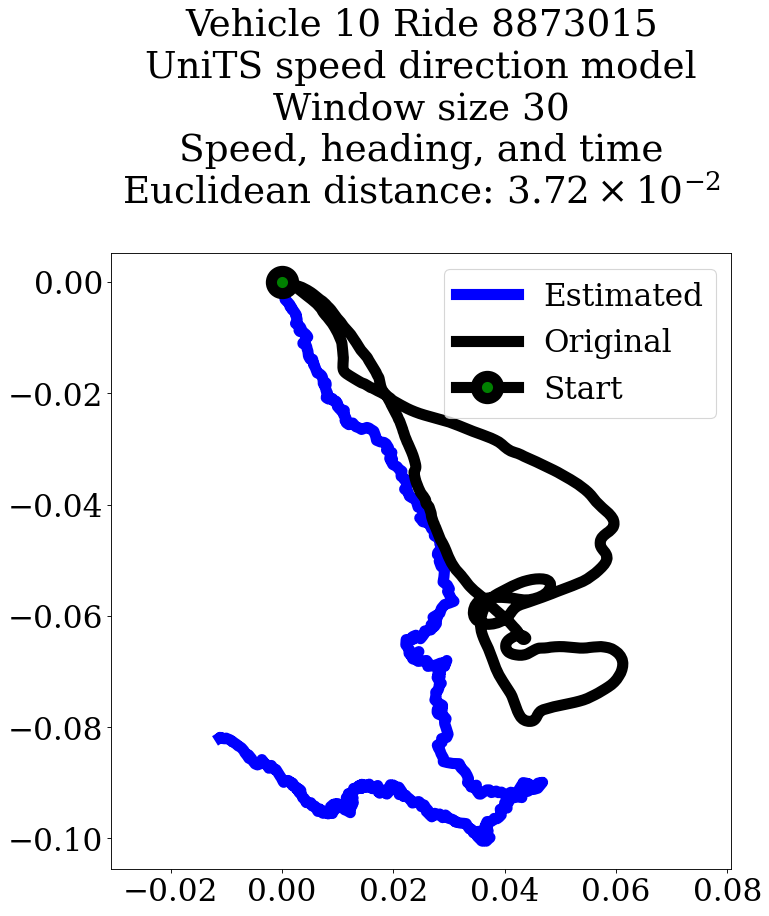 Vehicle 10 Ride 8873015
UniTS speed direction model
Window size 30
Speed, heading, and time
Euclidean distance: 3.72 × 10⁻²
Estimated
Original
Start
0.00
−0.02
−0.04
−0.06
−0.08
−0.10
−0.02 0.00 0.02 0.04 0.06 0.08